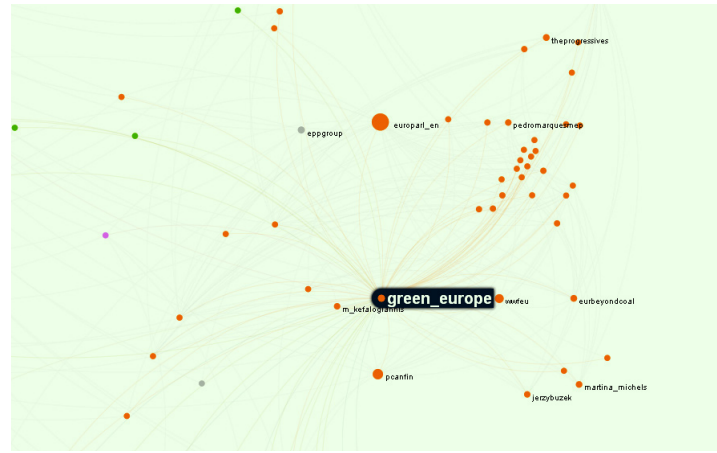 theprogressives
europarl_en
pedromarquesmep
eppgroup
green_europe
eurbeyondcoal
m_kefalogiannis
pcanfin
martina_michels
jerzybuzek